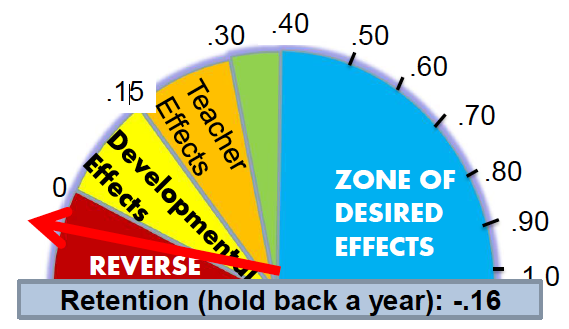 .40
.30
.50
.15
.60
.70
.80
.90
1.0
0
Teacher
Effects
Developmental
Effects
ZONE OF
DESIRED
EFFECTS
REVERSE
Retention (hold back a year): -.16